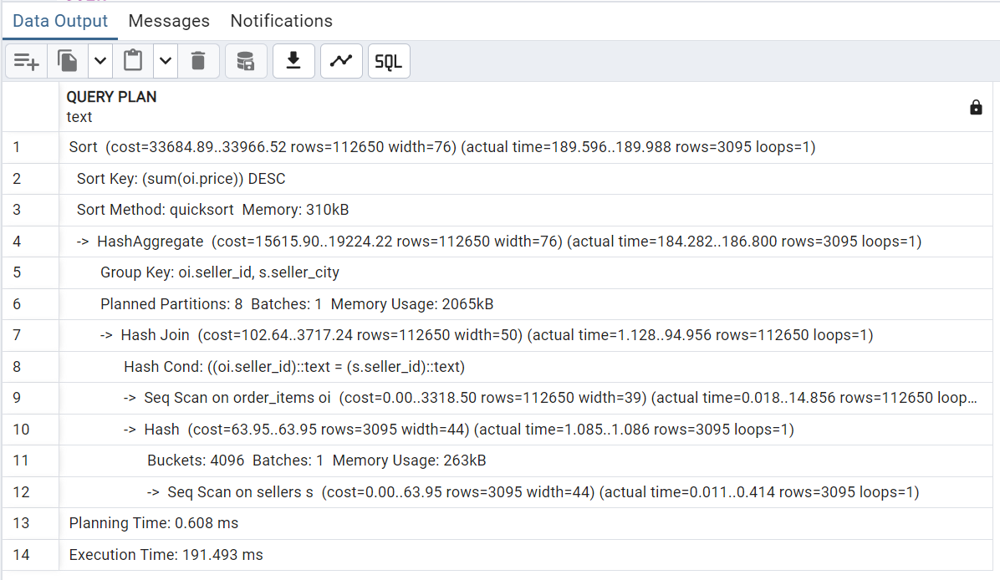 Data Output Messages Notifications
SQL
QUERY PLAN
text
1 Sort (cost=33684.89..33966.52 rows=112650 width=76) (actual time=189.596..189.988 rows=3095 loops=1)
2 Sort Key: (sum(oi.price)) DESC
3 Sort Method: quicksort Memory: 310kB
4 -> HashAggregate (cost=15615.90..19224.22 rows=112650 width=76) (actual time=184.282..186.800 rows=3095 loops=1)
5 Group Key: oi.seller_id, s.seller_city
6 Planned Partitions: 8 Batches: 1 Memory Usage: 2065kB
7 -> Hash Join (cost=102.64..3717.24 rows=112650 width=50) (actual time=1.128..94.956 rows=112650 loops=1)
8 Hash Cond: ((oi.seller_id)::text = (s.seller_id)::text)
9 -> Seq Scan on order_items oi (cost=0.00..3318.50 rows=112650 width=39) (actual time=0.018..14.856 rows=112650 loop...
10 -> Hash (cost=63.95..63.95 rows=3095 width=44) (actual time=1.085..1.086 rows=3095 loops=1)
11 Buckets: 4096 Batches: 1 Memory Usage: 263kB
12 -> Seq Scan on sellers s (cost=0.00..63.95 rows=3095 width=44) (actual time=0.011..0.414 rows=3095 loops=1)
13 Planning Time: 0.608 ms
14 Execution Time: 191.493 ms